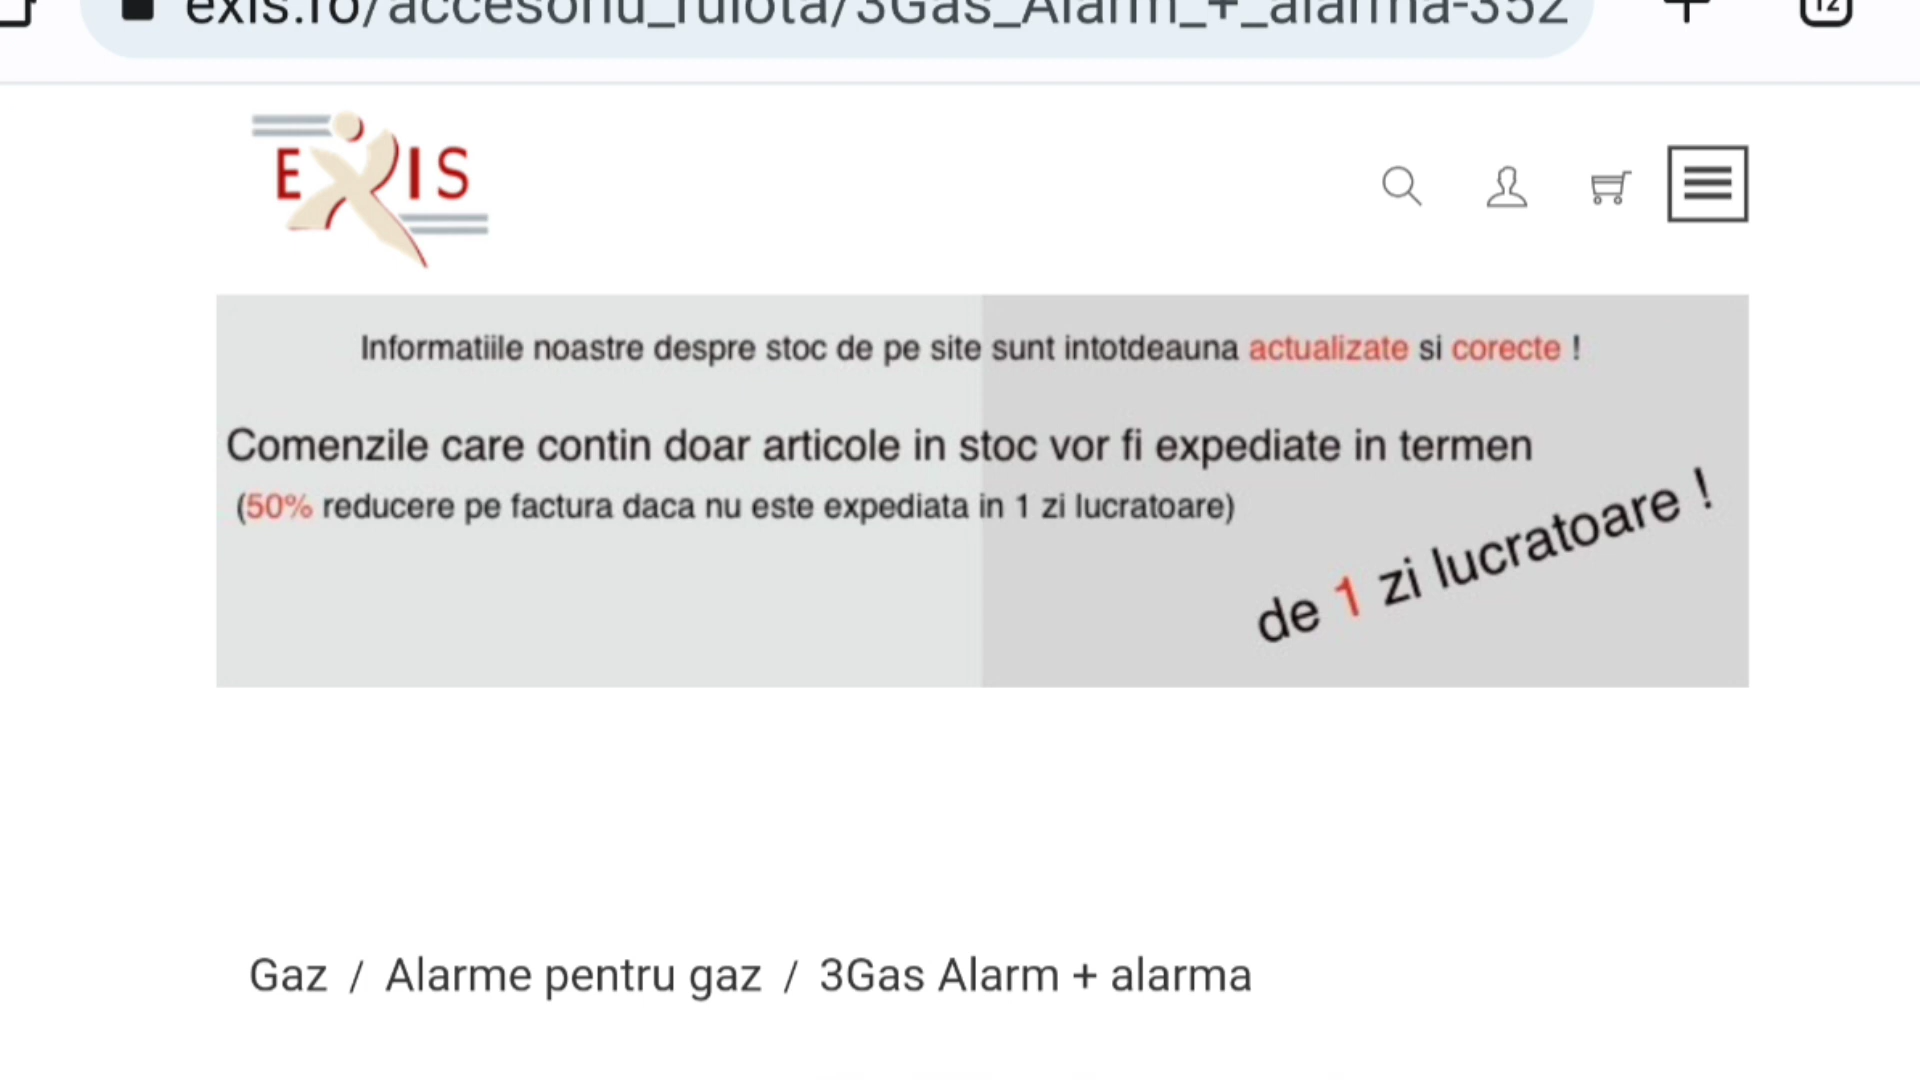 exis.ro/accesoriu_rulota/3Gas_Alarm_+_alarma-352
12
EXIS
Informatiile noastre despre stoc de pe site sunt intotdeauna actualizate si corecte !
Comenzile care contin doar articole in stoc vor fi expediate in termen
(50% reducere pe factura daca nu este expediata in 1 zi lucratoare)
de 1 zi lucratoare !
Gaz / Alarme pentru gaz / 3Gas Alarm + alarma